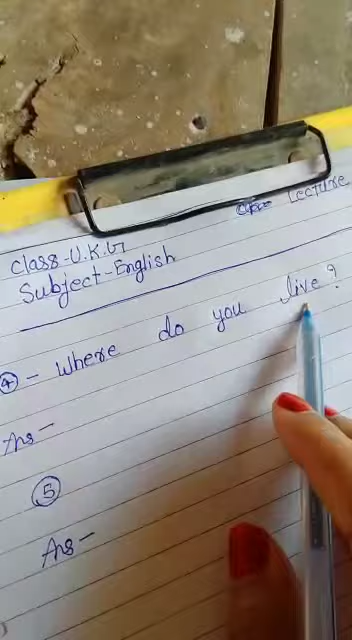 Lecture
Class-U.K.G
Subject-English
4 - Where do you live?
Ans-
5
Ans-